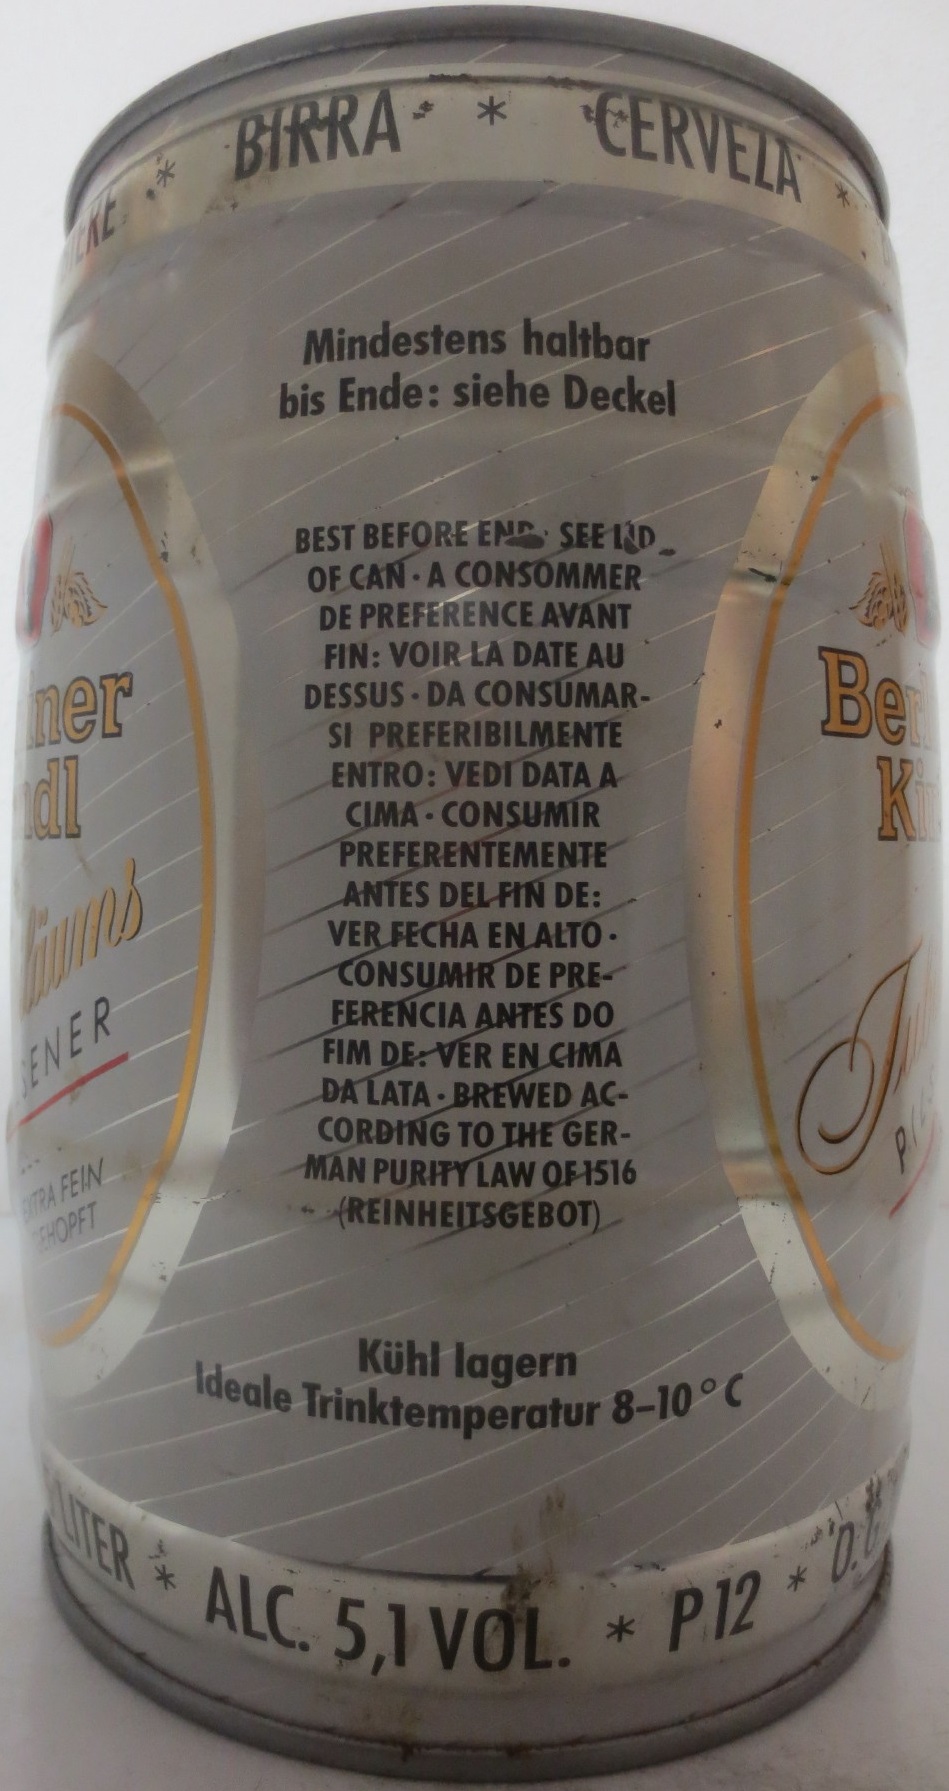 BIRRA * CERVEZA *
Mindestens haltbar
bis Ende: siehe Deckel
BEST BEFORE END · SEE LID
OF CAN · A CONSOMMER
DE PREFERENCE AVANT
FIN: VOIR LA DATE AU
DESSUS · DA CONSUMAR-
SI PREFERIBILMENTE
ENTRO: VEDI DATA A
CIMA · CONSUMIR
PREFERENTEMENTE
ANTES DEL FIN DE:
VER FECHA EN ALTO ·
CONSUMIR DE PRE-
FERENCIA ANTES DO
FIM DE: VER EN CIMA
DA LATA · BREWED AC-
CORDING TO THE GER-
MAN PURITY LAW OF 1516
(REINHEITSGEBOT)
Kühl lagern
Ideale Trinktemperatur 8–10° C
LITER * ALC. 5,1 VOL. * P 12 *